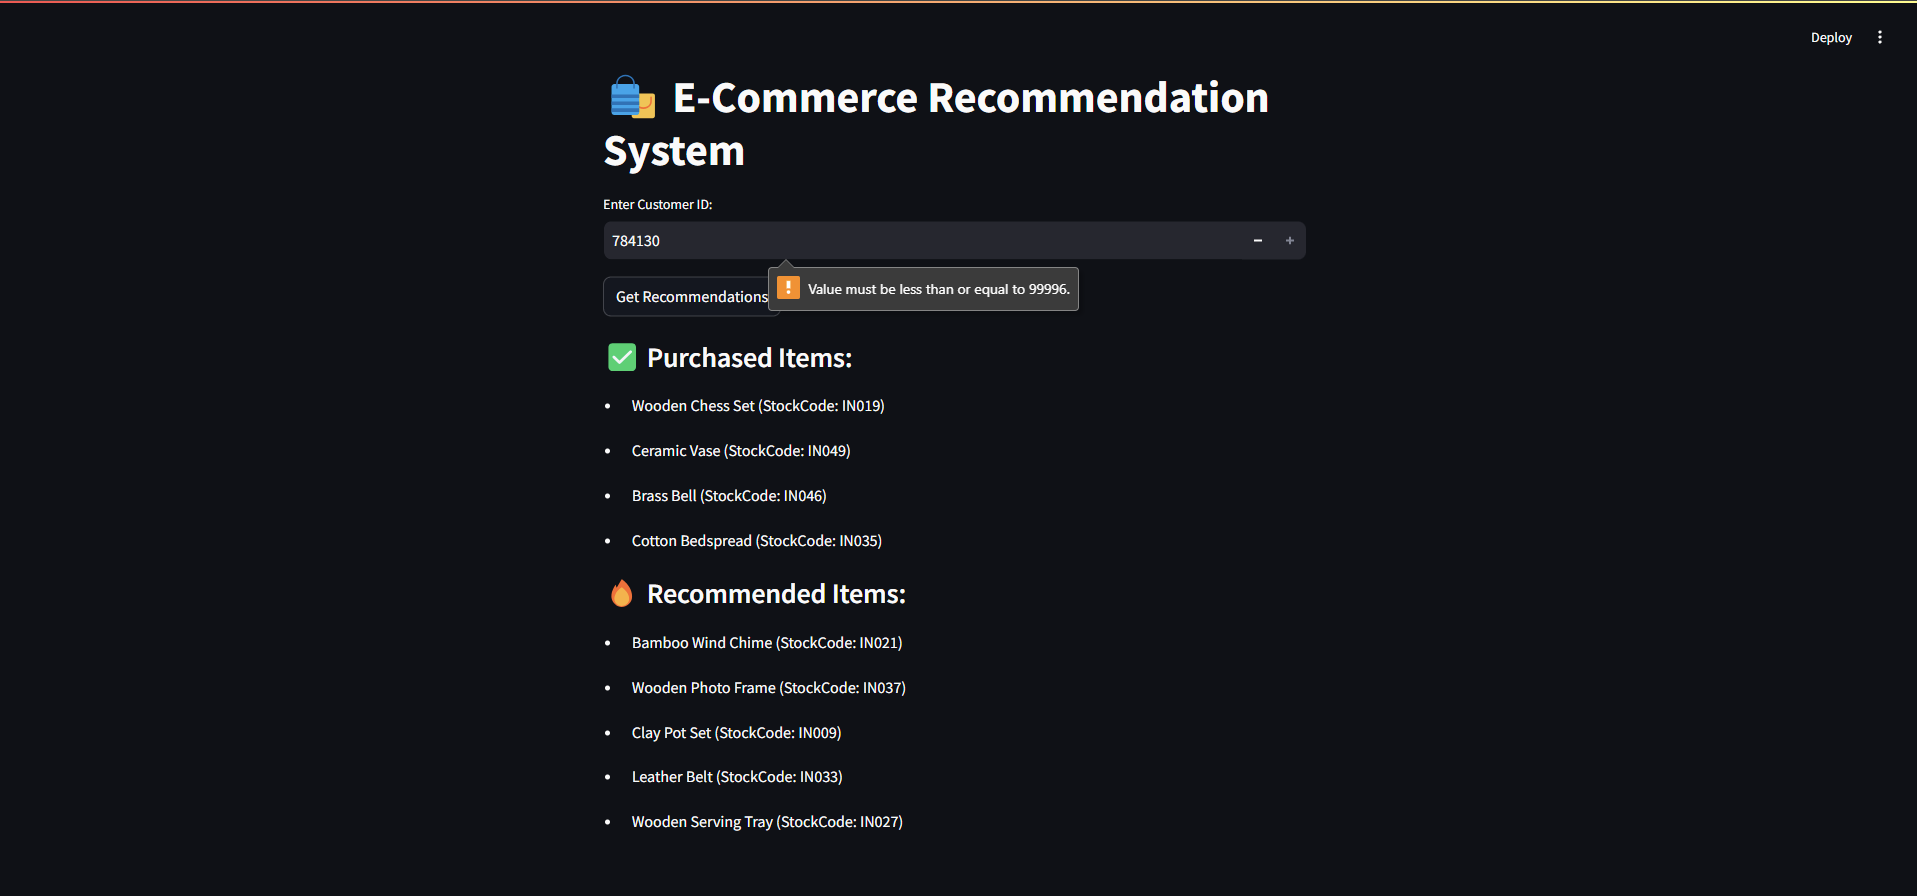 Deploy
E-Commerce Recommendation
System
Enter Customer ID:
784130
Value must be less than or equal to 99996.
Get Recommendations
Purchased Items:
Wooden Chess Set (StockCode: IN019)
Ceramic Vase (StockCode: IN049)
Brass Bell (StockCode: IN046)
Cotton Bedspread (StockCode: IN035)
Recommended Items:
Bamboo Wind Chime (StockCode: IN021)
Wooden Photo Frame (StockCode: IN037)
Clay Pot Set (StockCode: IN009)
Leather Belt (StockCode: IN033)
Wooden Serving Tray (StockCode: IN027)